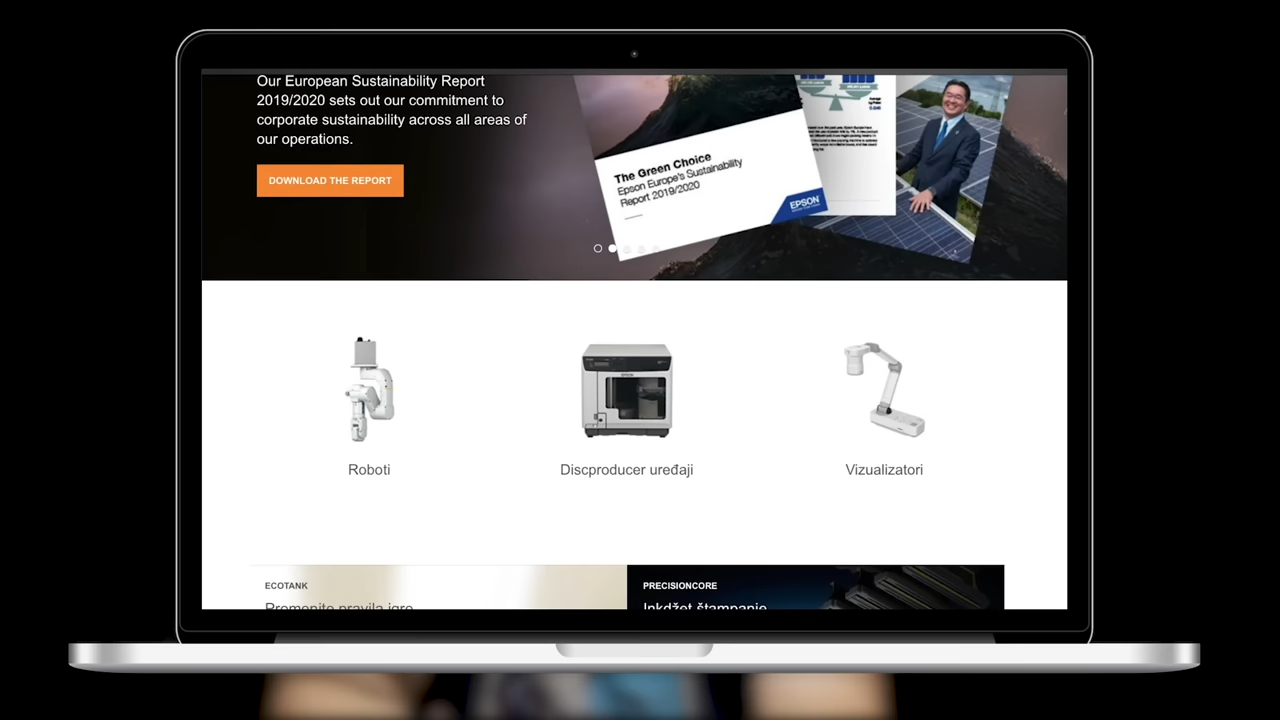 Our European Sustainability Report
2019/2020 sets out our commitment to
corporate sustainability across all areas of
our operations.
DOWNLOAD THE REPORT
The Green Choice
Epson Europe's Sustainability
Report 2019/2020
EPSON
Roboti
Discproducer uređaji
Vizualizatori
ECOTANK
Promenite pravila igre
PRECISIONCORE
Inkdžet štampanje